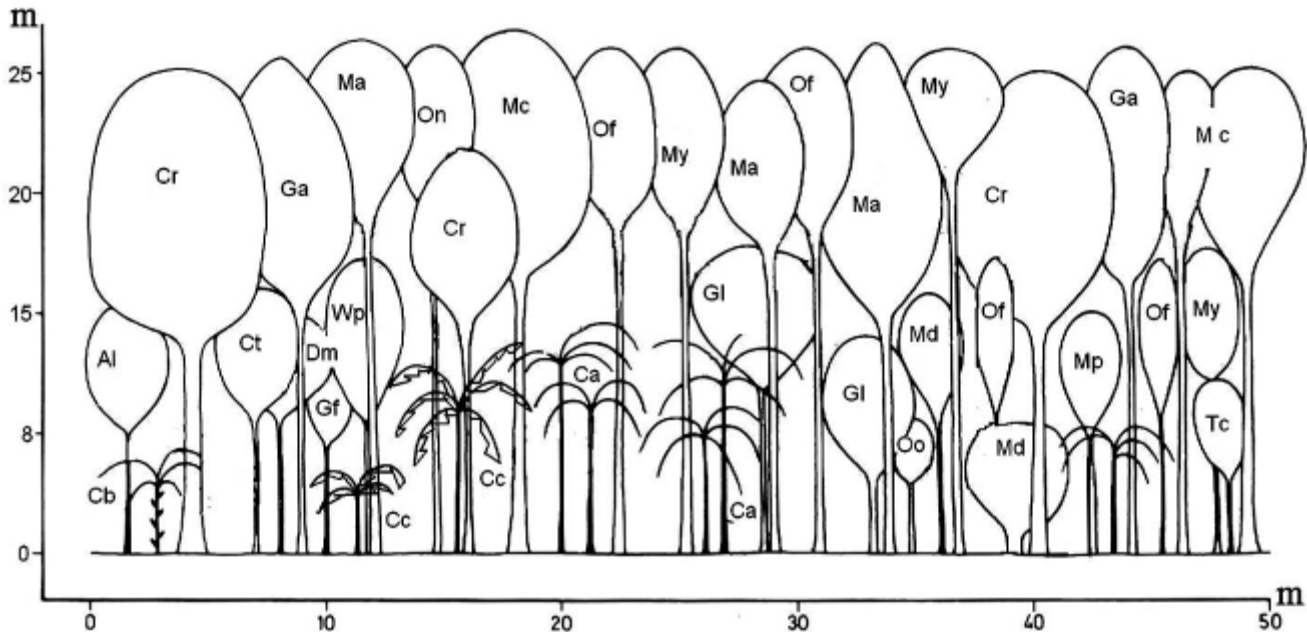 m
25
20
15
8
0
Ma On Mc Of My Of My Ga
Cr Ga Cr My Ma Ma Cr M c
Al Ct Wp Gl Md Of Of My
Dm Ca Mp
Gf Gl Oo Md Tc
Cb Cc Cc Ca
m
0 10 20 30 40 50